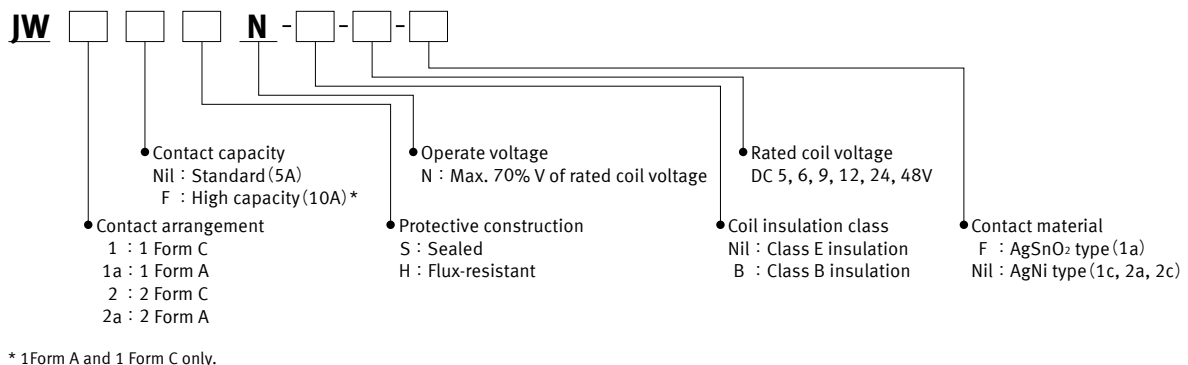 JW N - - -
Contact capacity
Nil : Standard (5A)
F : High capacity (10A)*
Operate voltage
N : Max. 70% V of rated coil voltage
Rated coil voltage
DC 5, 6, 9, 12, 24, 48V
Contact arrangement
1 : 1 Form C
1a : 1 Form A
2 : 2 Form C
2a : 2 Form A
Protective construction
S : Sealed
H : Flux-resistant
Coil insulation class
Nil : Class E insulation
B : Class B insulation
Contact material
F : AgSnO2 type (1a)
Nil : AgNi type (1c, 2a, 2c)
* 1Form A and 1 Form C only.